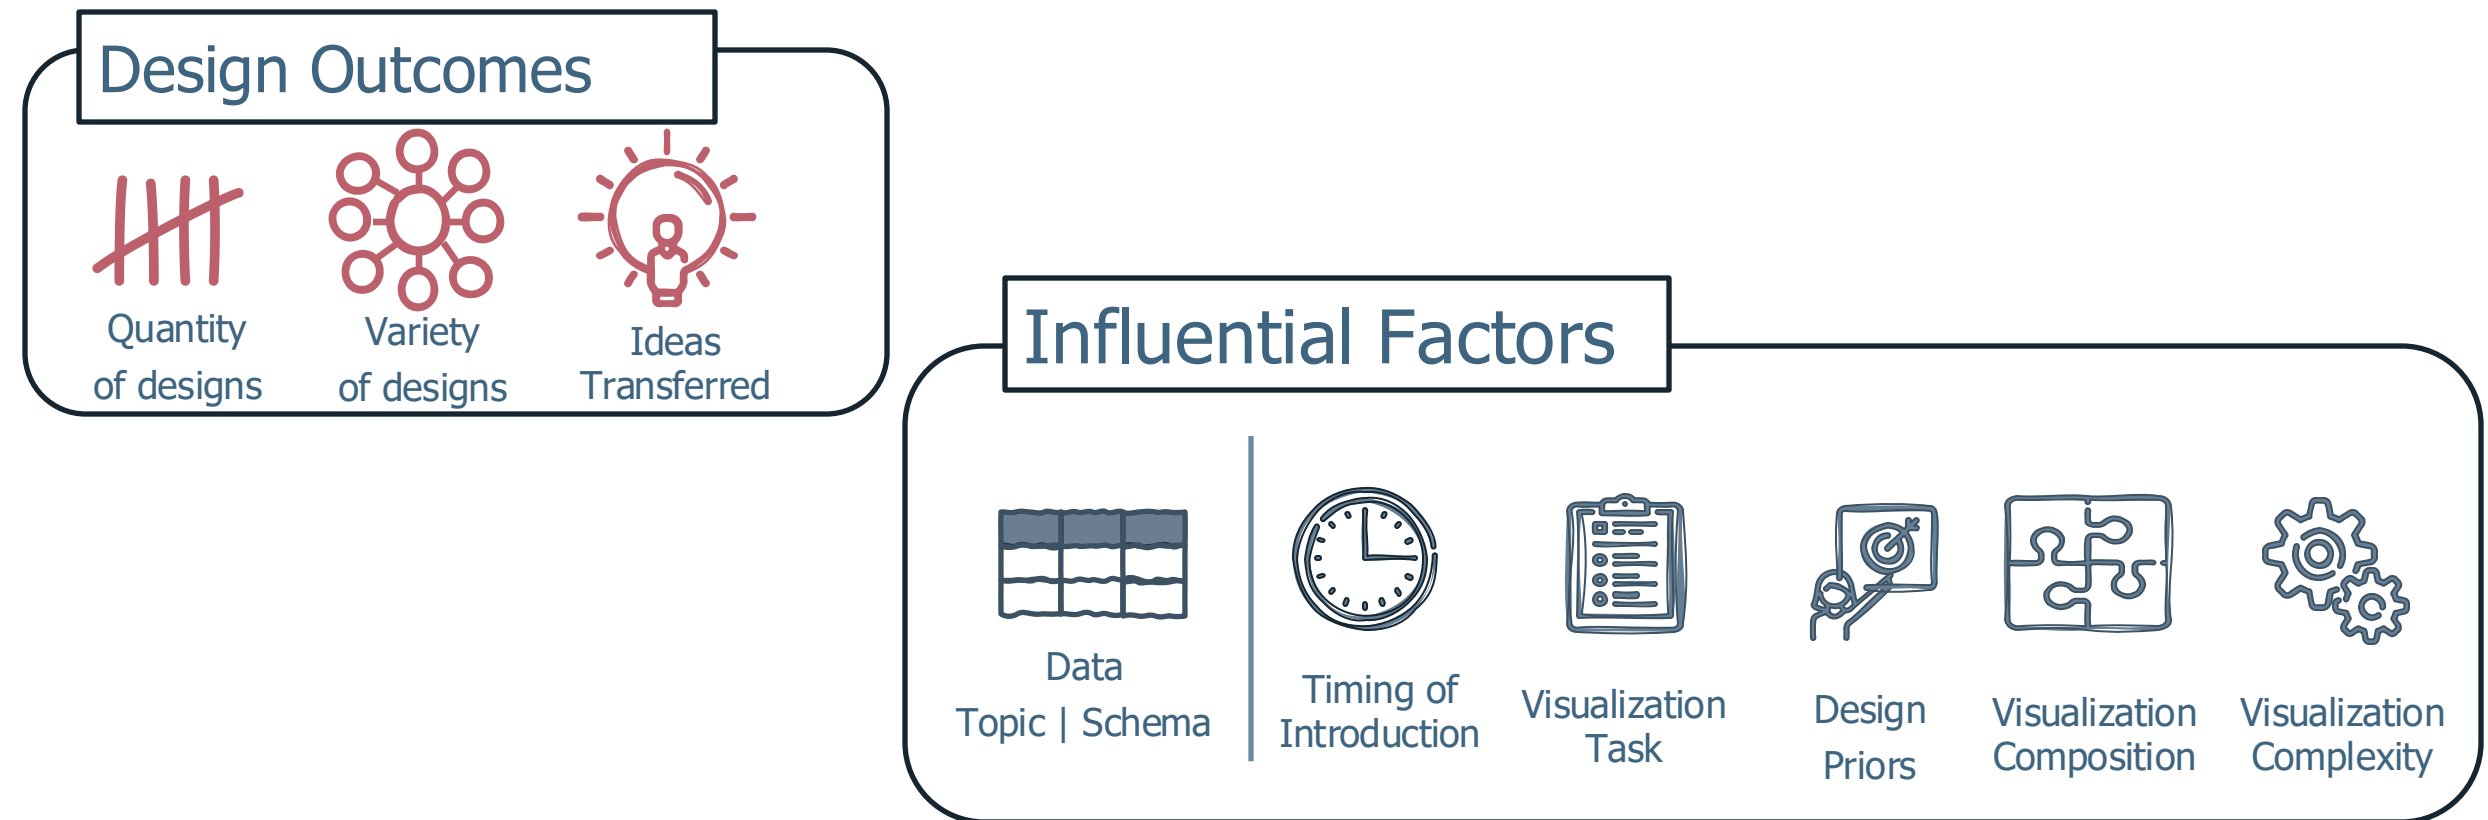 Design Outcomes
Quantity
of designs
Variety
of designs
Ideas
Transferred
Influential Factors
Data
Topic | Schema
Timing of
Introduction
Visualization
Task
Design
Priors
Visualization
Composition
Visualization
Complexity